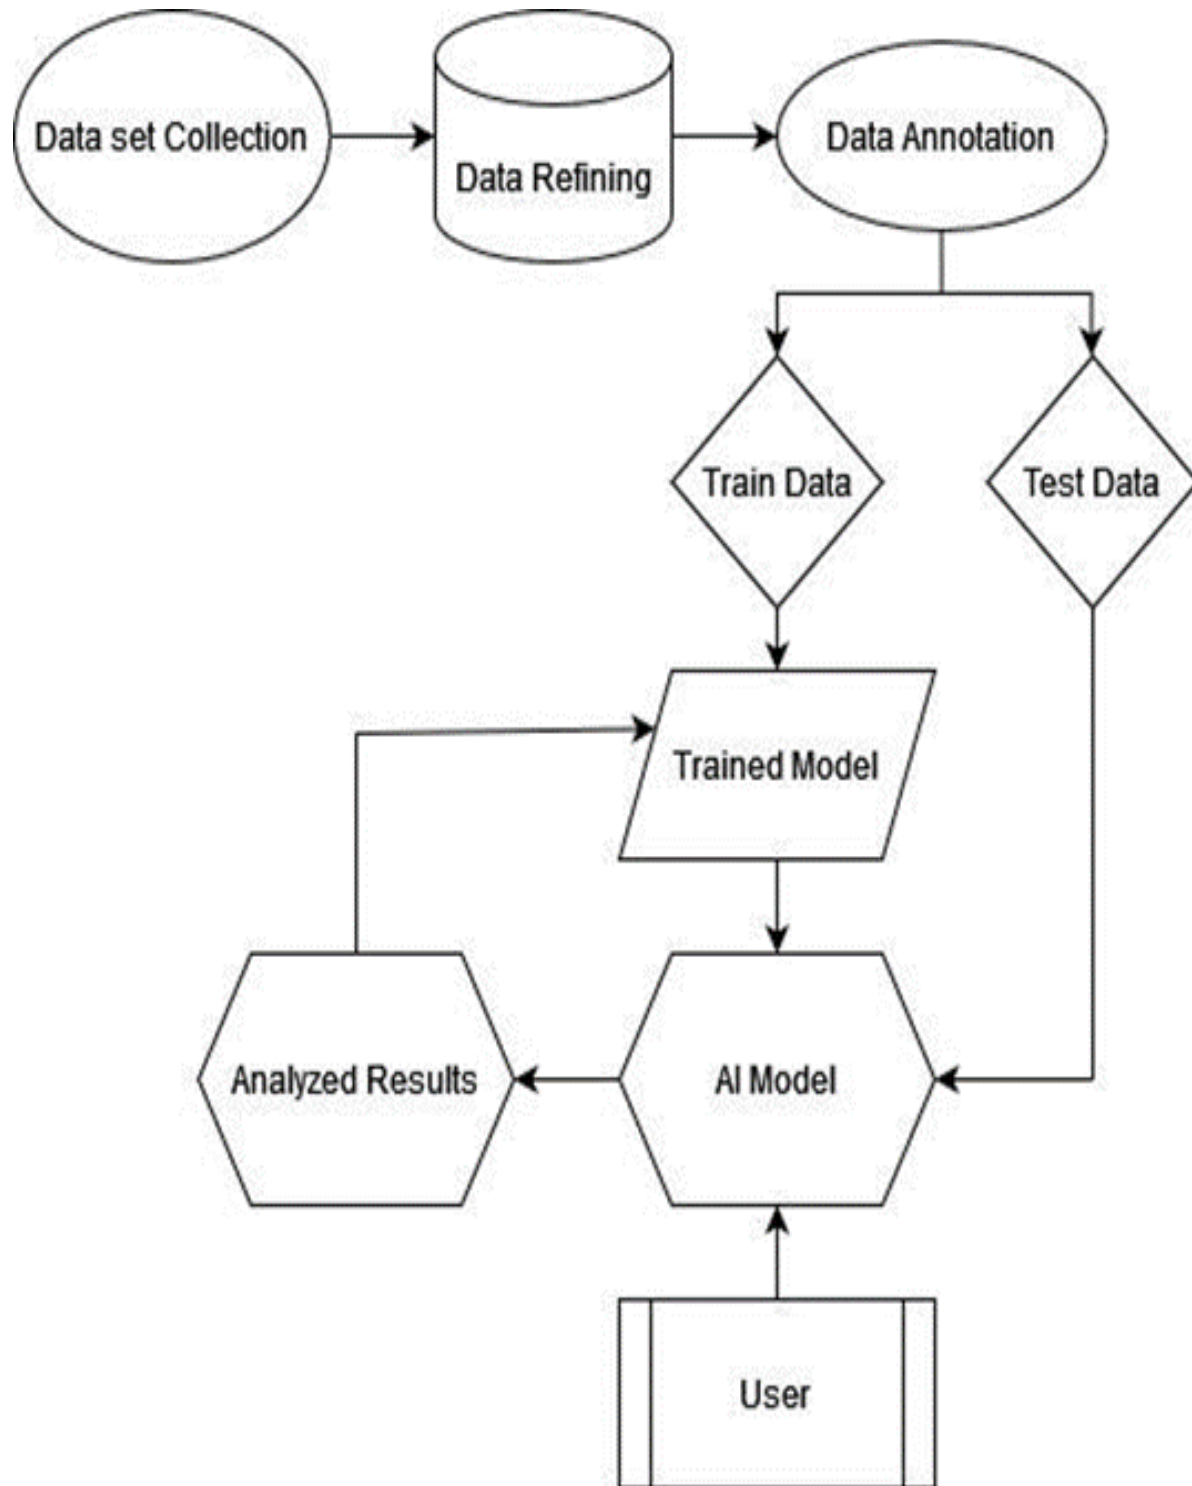 Data set Collection
Data Refining
Data Annotation
Train Data
Test Data
Trained Model
Analyzed Results
AI Model
User